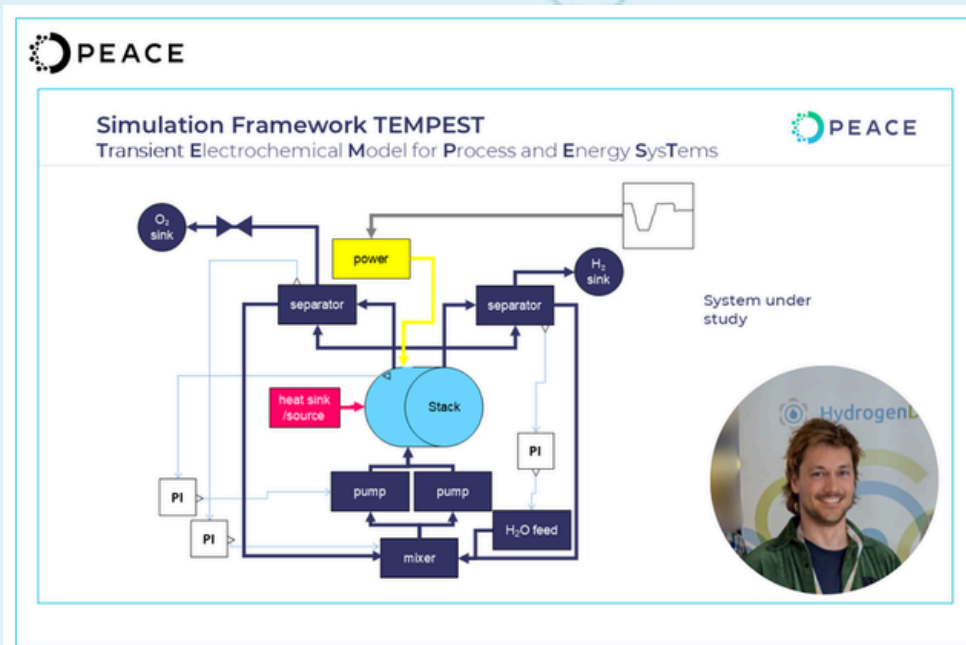 PEACE
Simulation Framework TEMPEST
PEACE
Transient Electrochemical Model for Process and Energy SysTems
O₂
sink
power
H₂
sink
separator
separator
System under
study
heat sink
/source
Stack
Hydrogen
PI
PI
pump
pump
PI
H₂O feed
mixer